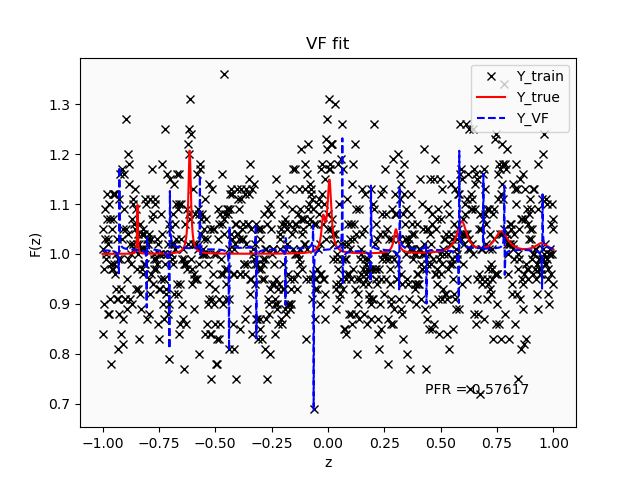 VF fit
Y_train
Y_true
Y_VF
1.3
1.2
1.1
1.0
0.9
0.8
0.7
F(z)
PFR = 0.57617
−1.00 −0.75 −0.50 −0.25 0.00 0.25 0.50 0.75 1.00
z